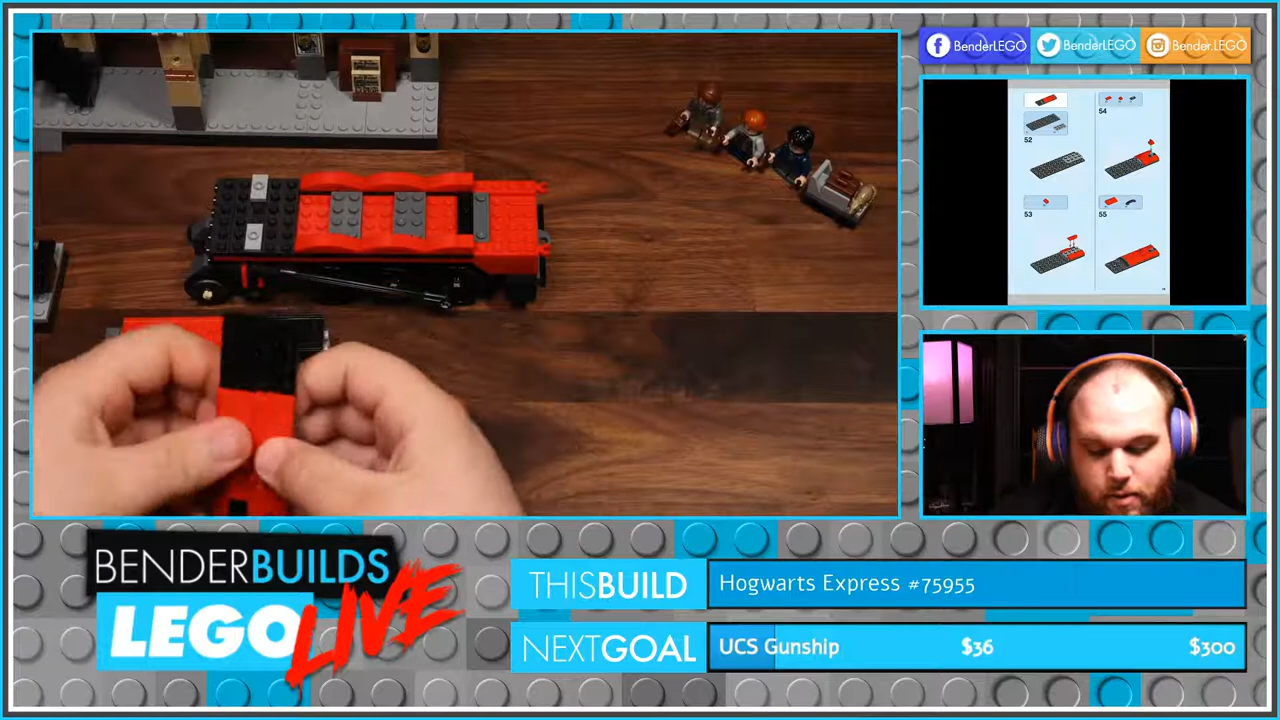 BenderLEGO
BenderLEGO
Bender.LEGO
52
53
54
55
BENDERBUILDS
LEGO LIVE
THISBUILD
Hogwarts Express #75955
NEXTGOAL
UCS Gunship $36 $300